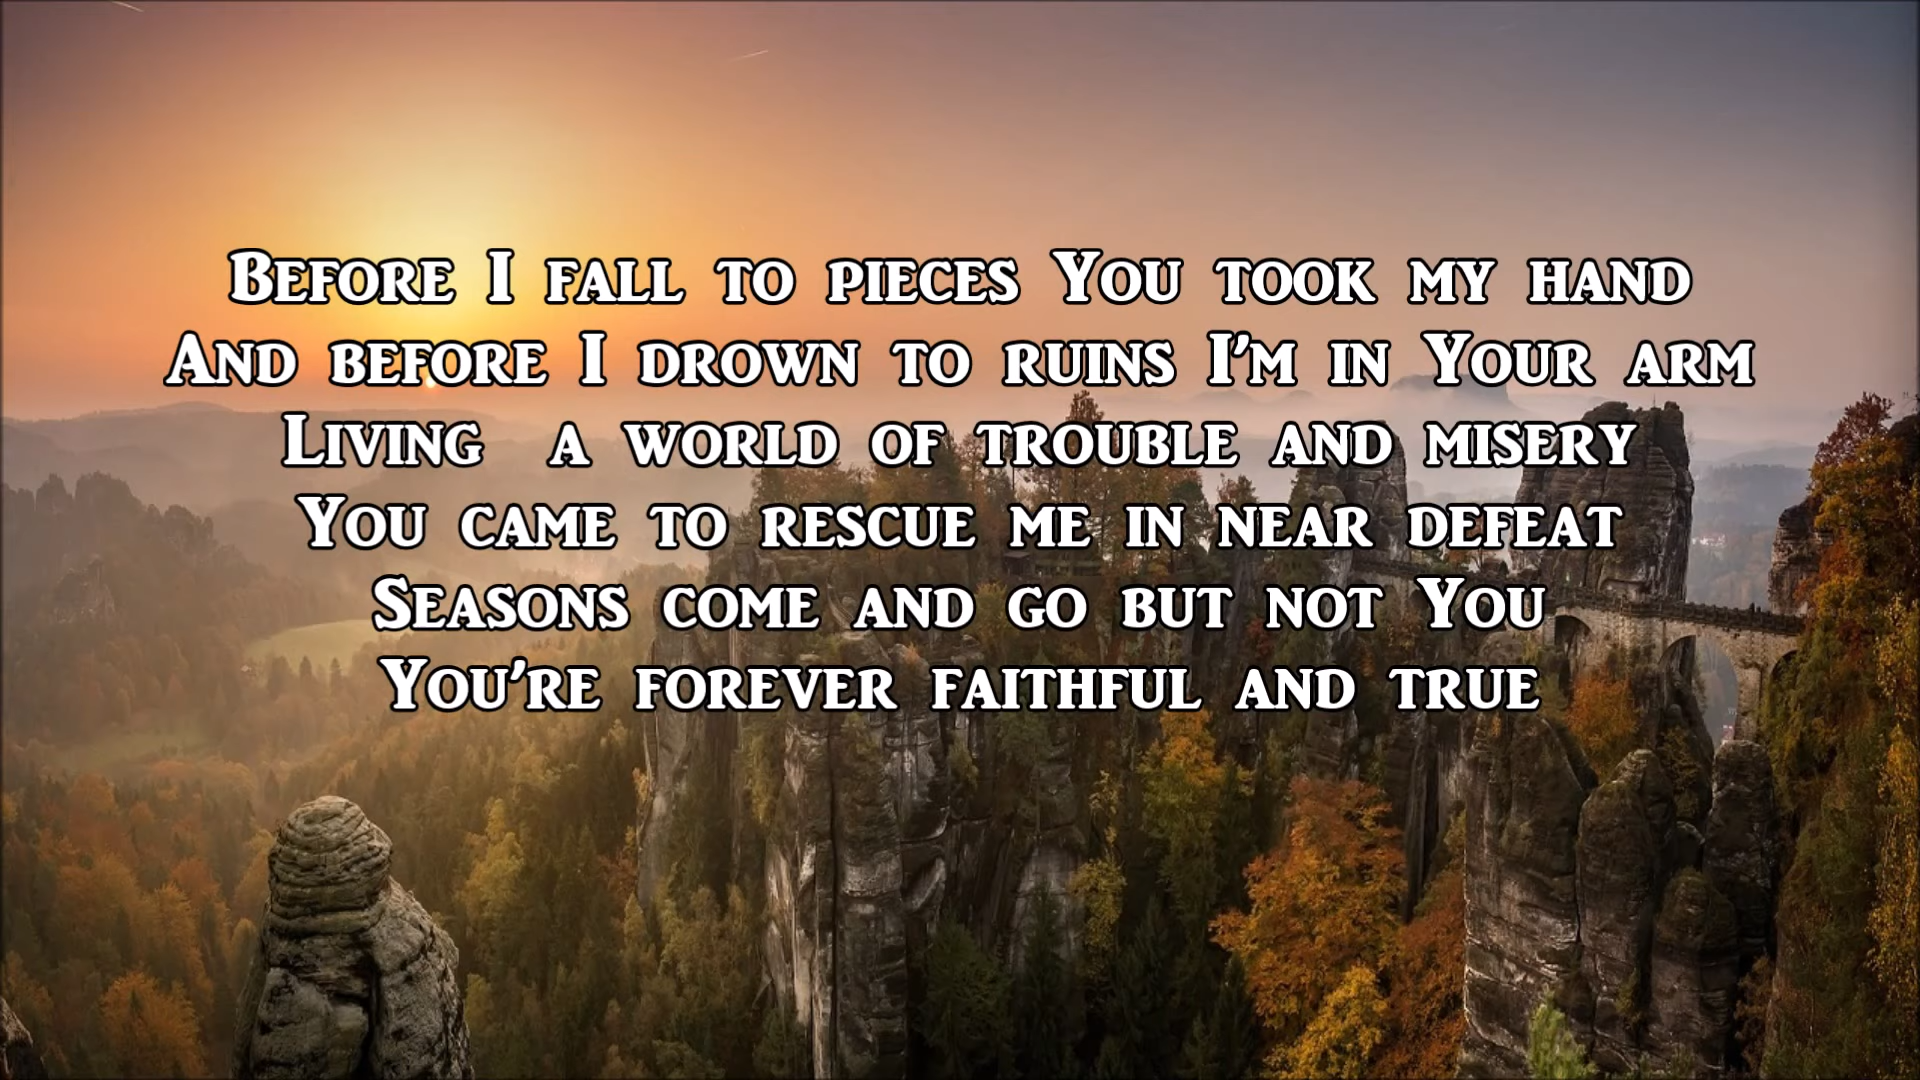 Before I fall to pieces You took my hand
And before I drown to ruins I'm in Your arm
Living a world of trouble and misery
You came to rescue me in near defeat
Seasons come and go but not You
You're forever faithful and true